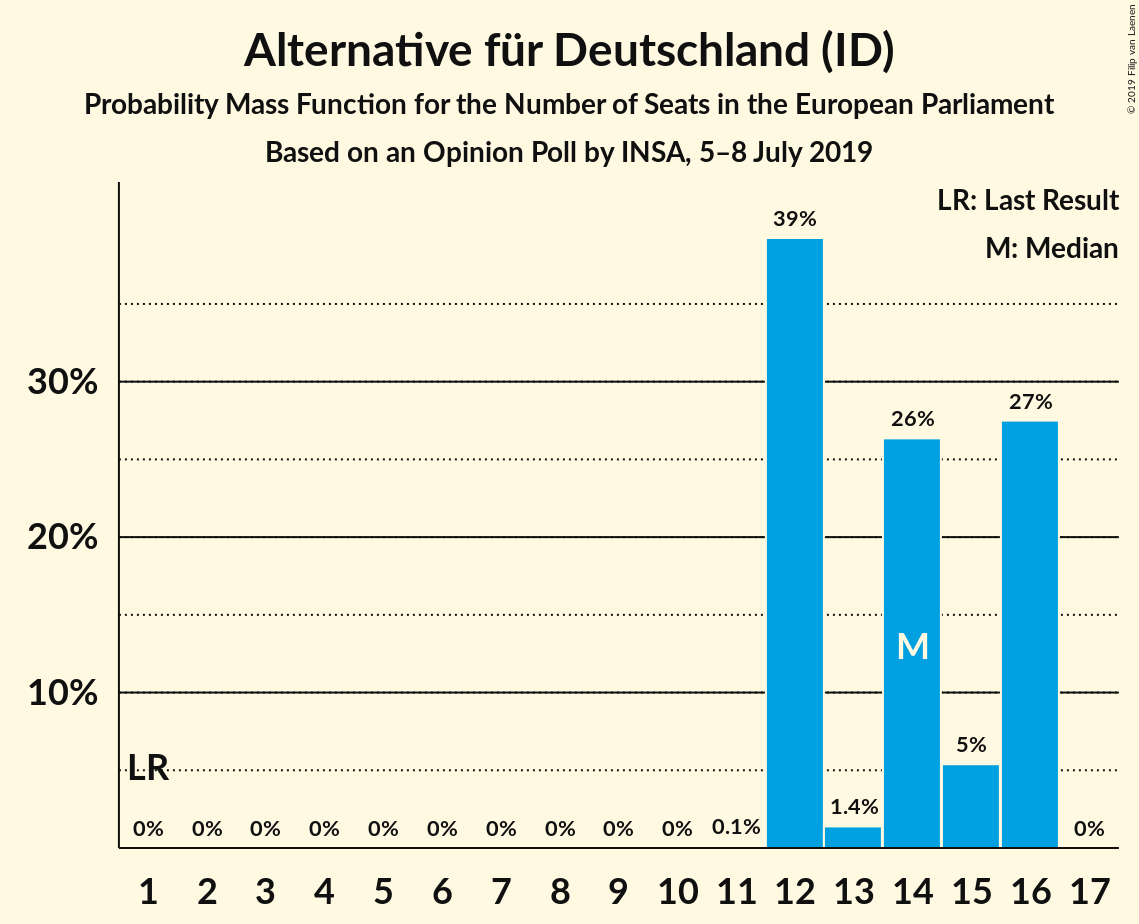 Alternative für Deutschland (ID)
Probability Mass Function for the Number of Seats in the European Parliament
Based on an Opinion Poll by INSA, 5–8 July 2019
© 2019 Filip van Laenen
LR: Last Result
M: Median
39%
30%
27%
26%
20%
M
10%
5%
LR
1.4%
0% 0% 0% 0% 0% 0% 0% 0% 0% 0% 0.1% 0%
1 2 3 4 5 6 7 8 9 10 11 12 13 14 15 16 17